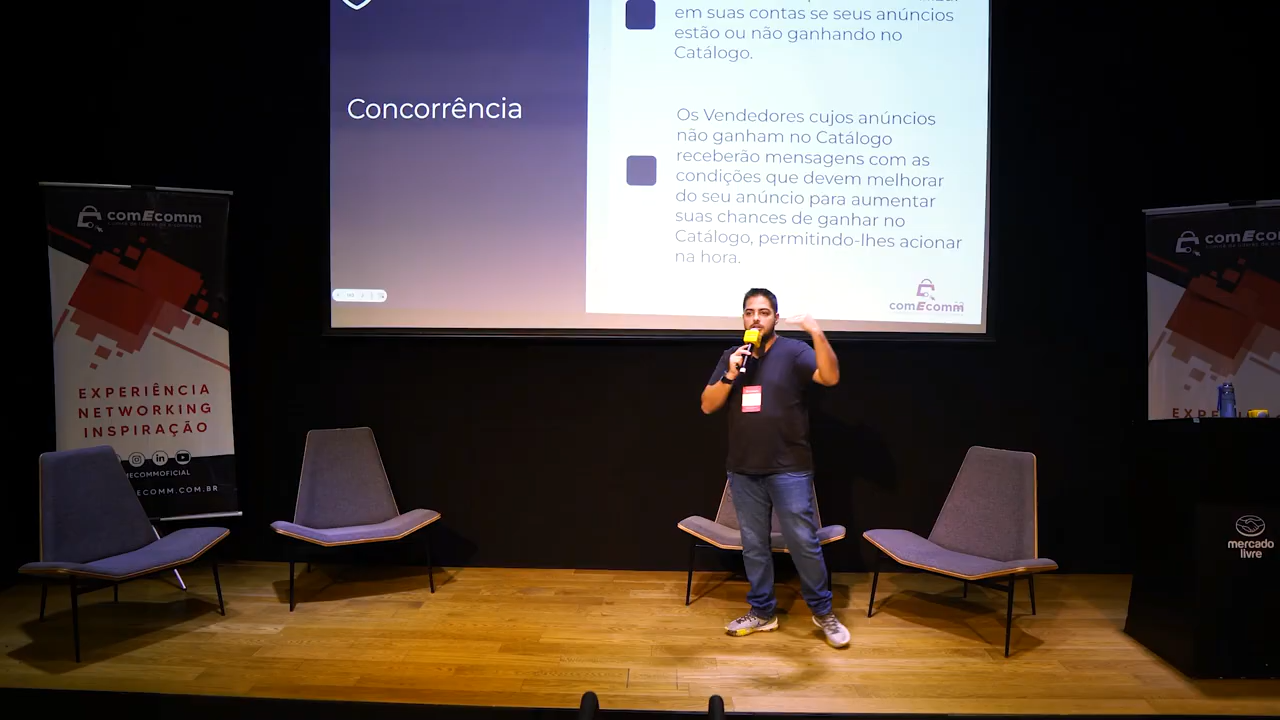 em suas contas se seus anúncios
estão ou não ganhando no
Catálogo.
Concorrência
Os Vendedores cujos anúncios
não ganham no Catálogo
receberão mensagens com as
condições que devem melhorar
do seu anúncio para aumentar
suas chances de ganhar no
Catálogo, permitindo-lhes acionar
na hora.
comEcomm
comEcomm
EXPERIÊNCIA
NETWORKING
INSPIRAÇÃO
ECOMMOFICIAL
ECOMM.COM.BR
comEco
EXPE
mercado
livre